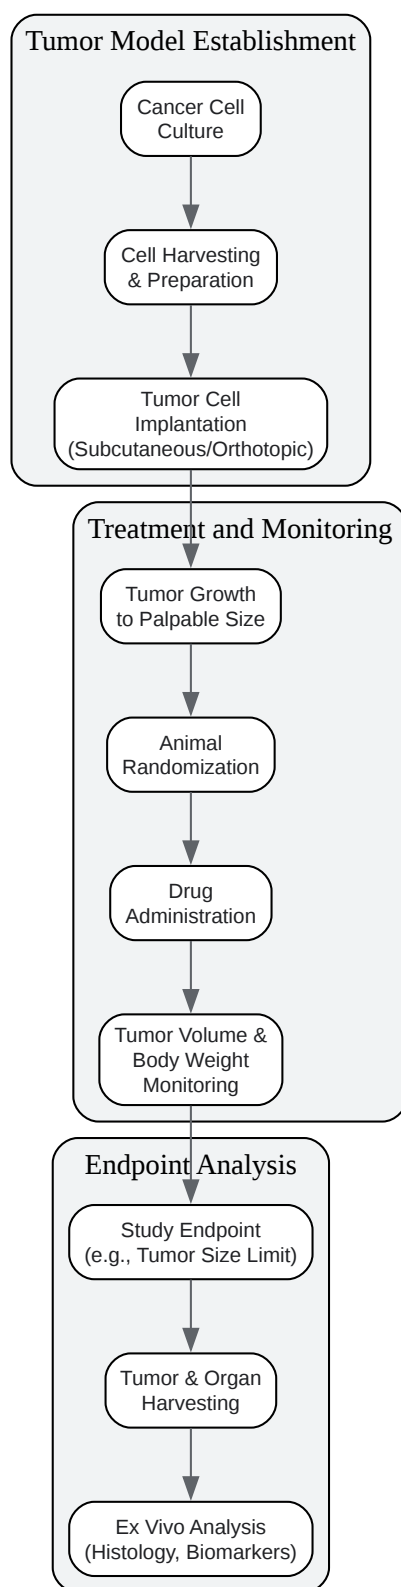 Tumor Model Establishment
Cancer Cell
Culture
Cell Harvesting
& Preparation
Tumor Cell
Implantation
(Subcutaneous/Orthotopic)
Treatment and Monitoring
Tumor Growth
to Palpable Size
Animal
Randomization
Drug
Administration
Tumor Volume &
Body Weight
Monitoring
Endpoint Analysis
Study Endpoint
(e.g., Tumor Size Limit)
Tumor & Organ
Harvesting
Ex Vivo Analysis
(Histology, Biomarkers)